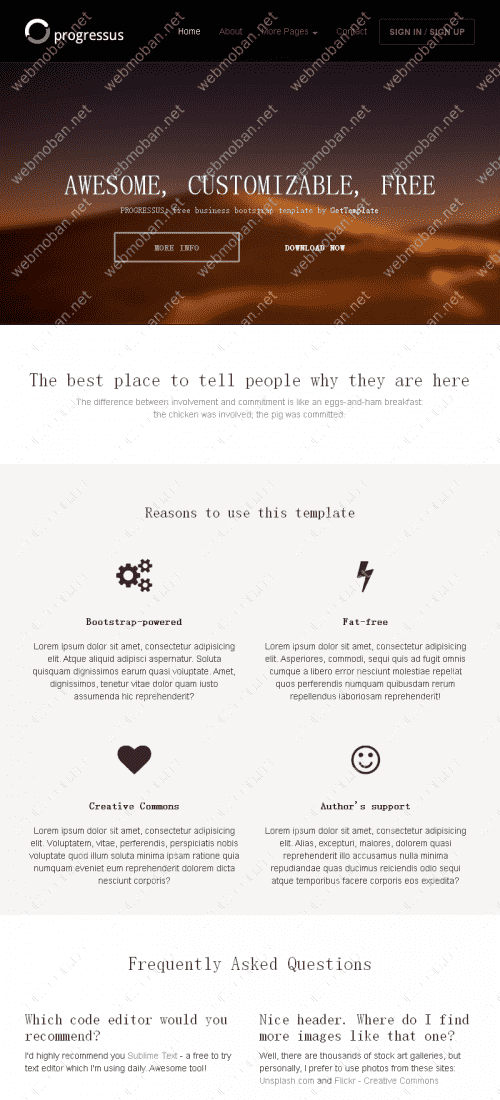 progressus
Home About More Pages Contact SIGN IN / SIGN UP
AWESOME, CUSTOMIZABLE, FREE
PROGRESSUS: free business bootstrap template by GetTemplate
MORE INFO DOWNLOAD NOW
The best place to tell people why they are here
The difference between involvement and commitment is like an eggs-and-ham breakfast:
the chicken was involved; the pig was committed.
Reasons to use this template
Bootstrap-powered
Lorem ipsum dolor sit amet, consectetur adipisicing
elit. Atque aliquid adipisci aspernatur. Soluta
quisquam dignissimos earum quasi voluptate. Amet,
dignissimos, tenetur vitae dolor quam iusto
assumenda hic reprehenderit?
Fat-free
Lorem ipsum dolor sit amet, consectetur adipisicing
elit. Asperiores, commodi, sequi quis ad fugit omnis
cumque a libero error nesciunt molestiae repellat
quos perferendis numquam quibusdam rerum
repellendus laboriosam reprehenderit!
Creative Commons
Lorem ipsum dolor sit amet, consectetur adipisicing
elit. Voluptatem, vitae, perferendis, perspiciatis nobis
voluptate quod illum soluta minima ipsam ratione quia
numquam eveniet eum reprehenderit dolorem dicta
nesciunt corporis?
Author's support
Lorem ipsum dolor sit amet, consectetur adipisicing
elit. Alias, excepturi, maiores, dolorem quasi
reprehenderit illo accusamus nulla minima
repudiandae quas ducimus reiciendis odio sequi
atque temporibus facere corporis eos expedita?
Frequently Asked Questions
Which code editor would you
recommend?
I'd highly recommend you Sublime Text - a free to try
text editor which I'm using daily. Awesome tool!
Nice header. Where do I find
more images like that one?
Well, there are thousands of stock art galleries, but
personally, I prefer to use photos from these sites:
Unsplash.com and Flickr - Creative Commons
webmoban.net